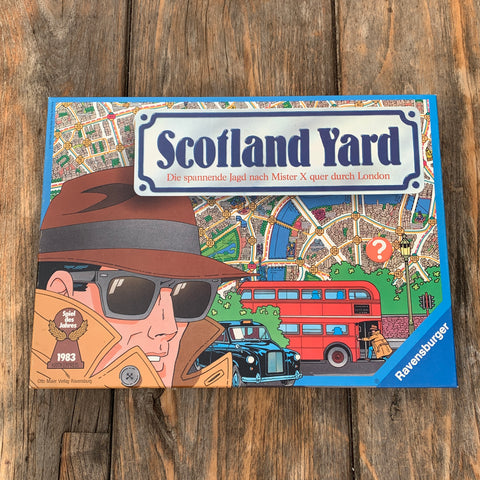 Scotland Yard
Die spannende Jagd nach Mister X quer durch London
?
Spiel
des
Jahres
1983
Otto Maier Verlag Ravensburg
Ravensburger